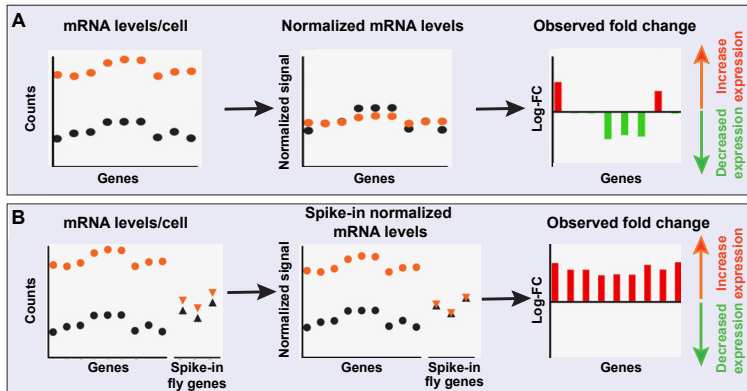 A
mRNA levels/cell
Normalized mRNA levels
Observed fold change
Counts
Genes
Normalized signal
Genes
Log-FC
Genes
Increase
expression
Decreased
expression
B
mRNA levels/cell
Spike-in normalized
mRNA levels
Observed fold change
Counts
Genes
Spike-in
fly genes
Normalized signal
Genes
Spike-in
fly genes
Log-FC
Genes
Increase
expression
Decreased
expression